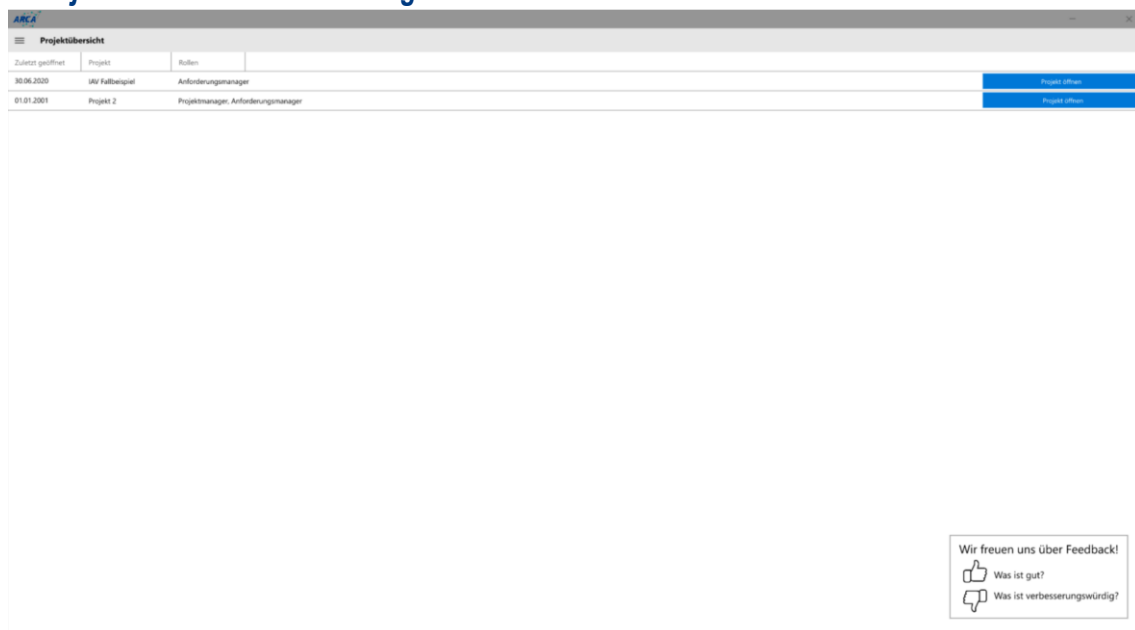 ARCA
Projektübersicht
Zuletzt geöffnet Projekt Rollen
30.06.2020 IAV Fallbeispiel Anforderungsmanager Projekt öffnen
01.01.2001 Projekt 2 Projektmanager, Anforderungsmanager Projekt öffnen
Wir freuen uns über Feedback!
Was ist gut?
Was ist verbesserungswürdig?